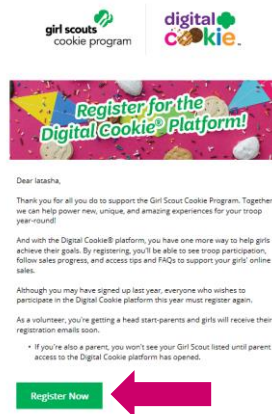 girl scouts
cookie program
digital
cookie
Register for the
Digital Cookie® Platform!
Dear latasha,
Thank you for all you do to support the Girl Scout Cookie Program. Together
we can help power new, unique, and amazing experiences for your troop
year-round!
And with the Digital Cookie® platform, you have one more way to help girls
achieve their goals. By registering, you'll be able to see troop participation,
follow sales progress, and access tips and FAQs to support your girls' online
sales.
Although you may have signed up last year, everyone who wishes to
participate in the Digital Cookie platform this year must register again.
As a volunteer, you're getting a head start-parents and girls will receive their
registration emails soon.
• If you're also a parent, you won't see your Girl Scout listed until parent
access to the Digital Cookie platform has opened.
Register Now